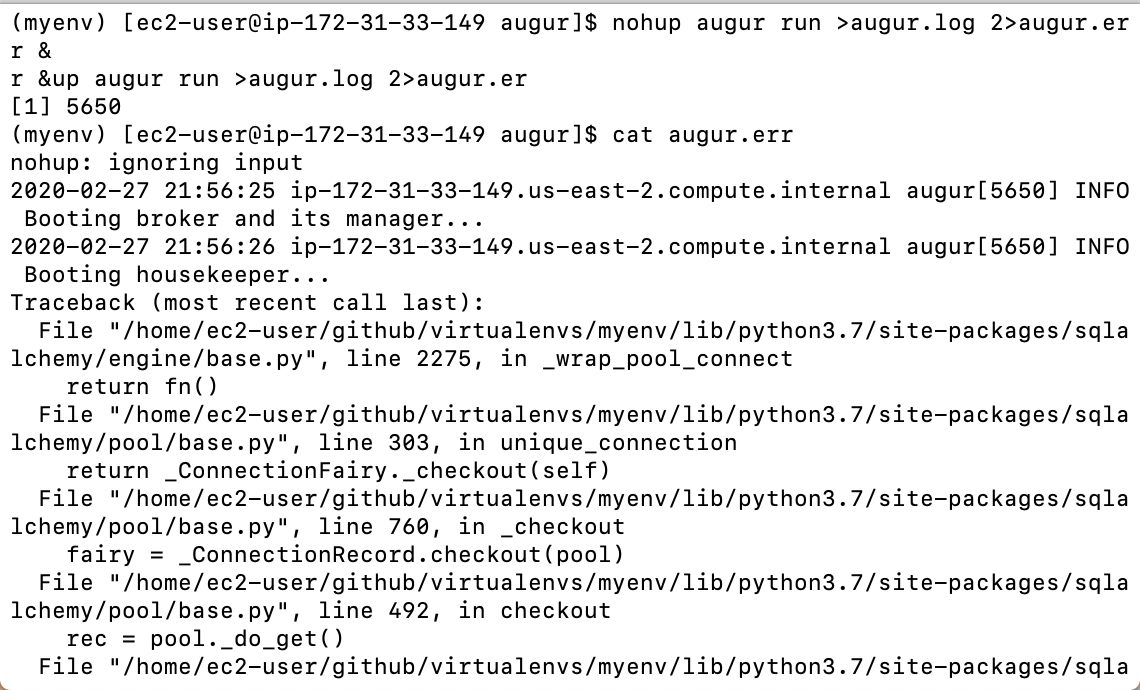 (myenv) [ec2-user@ip-172-31-33-149 augur]$ nohup augur run >augur.log 2>augur.er
r &
r &up augur run >augur.log 2>augur.er
[1] 5650
(myenv) [ec2-user@ip-172-31-33-149 augur]$ cat augur.err
nohup: ignoring input
2020-02-27 21:56:25 ip-172-31-33-149.us-east-2.compute.internal augur[5650] INFO
 Booting broker and its manager...
2020-02-27 21:56:26 ip-172-31-33-149.us-east-2.compute.internal augur[5650] INFO
 Booting housekeeper...
Traceback (most recent call last):
  File "/home/ec2-user/github/virtualenvs/myenv/lib/python3.7/site-packages/sqla
lchemy/engine/base.py", line 2275, in _wrap_pool_connect
    return fn()
  File "/home/ec2-user/github/virtualenvs/myenv/lib/python3.7/site-packages/sqla
lchemy/pool/base.py", line 303, in unique_connection
    return _ConnectionFairy._checkout(self)
  File "/home/ec2-user/github/virtualenvs/myenv/lib/python3.7/site-packages/sqla
lchemy/pool/base.py", line 760, in _checkout
    fairy = _ConnectionRecord.checkout(pool)
  File "/home/ec2-user/github/virtualenvs/myenv/lib/python3.7/site-packages/sqla
lchemy/pool/base.py", line 492, in checkout
    rec = pool._do_get()
  File "/home/ec2-user/github/virtualenvs/myenv/lib/python3.7/site-packages/sqla